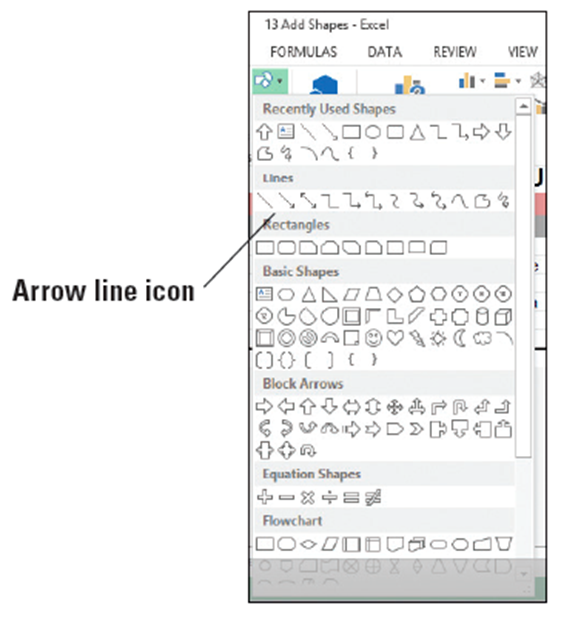 13 Add Shapes - Excel
FORMULAS DATA REVIEW VIEW
Recently Used Shapes
Lines
Rectangles
Arrow line icon
Basic Shapes
Block Arrows
Equation Shapes
Flowchart